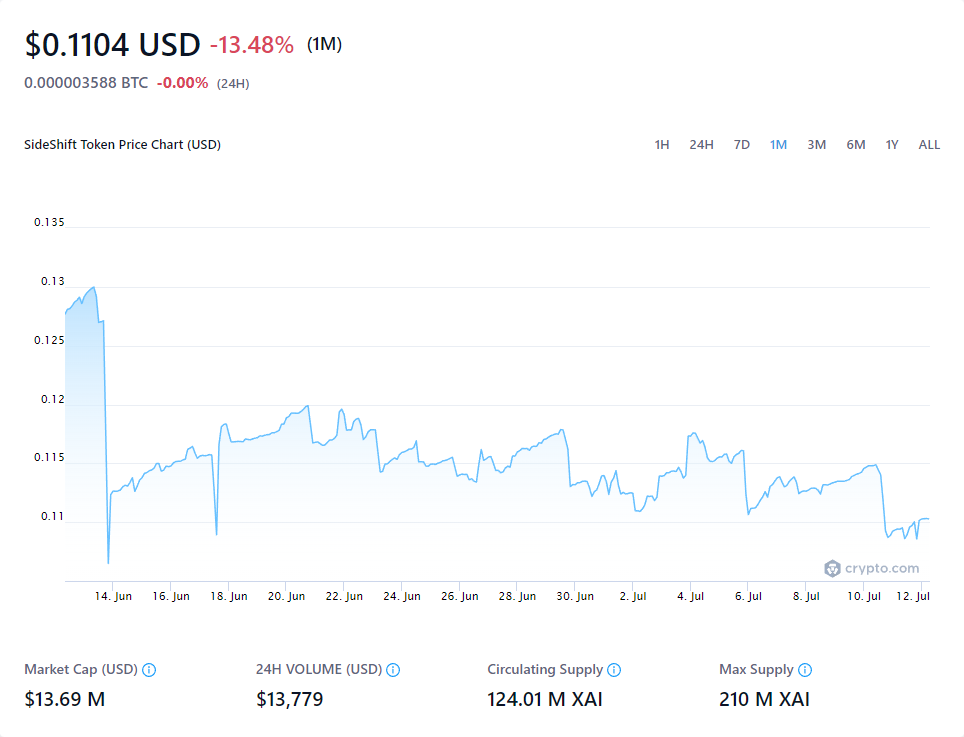 $0.1104 USD -13.48% (1M)
0.000003588 BTC -0.00% (24H)
SideShift Token Price Chart (USD) 1H 24H 7D 1M 3M 6M 1Y ALL
0.135
0.13
0.125
0.12
0.115
0.11
crypto.com
14. Jun 16. Jun 18. Jun 20. Jun 22. Jun 24. Jun 26. Jun 28. Jun 30. Jun 2. Jul 4. Jul 6. Jul 8. Jul 10. Jul 12. Jul
Market Cap (USD) 24H VOLUME (USD) Circulating Supply Max Supply
$13.69 M $13,779 124.01 M XAI 210 M XAI